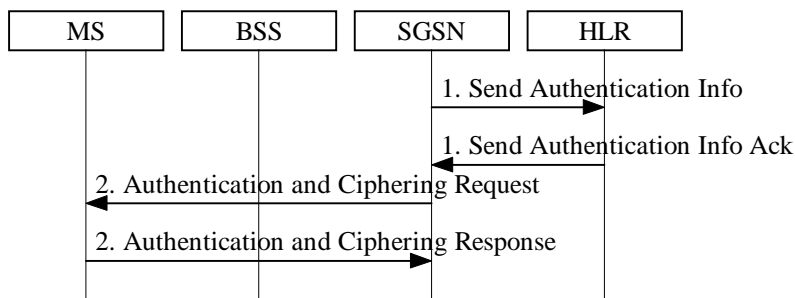 MS BSS SGSN HLR
1. Send Authentication Info
1. Send Authentication Info Ack
2. Authentication and Ciphering Request
2. Authentication and Ciphering Response